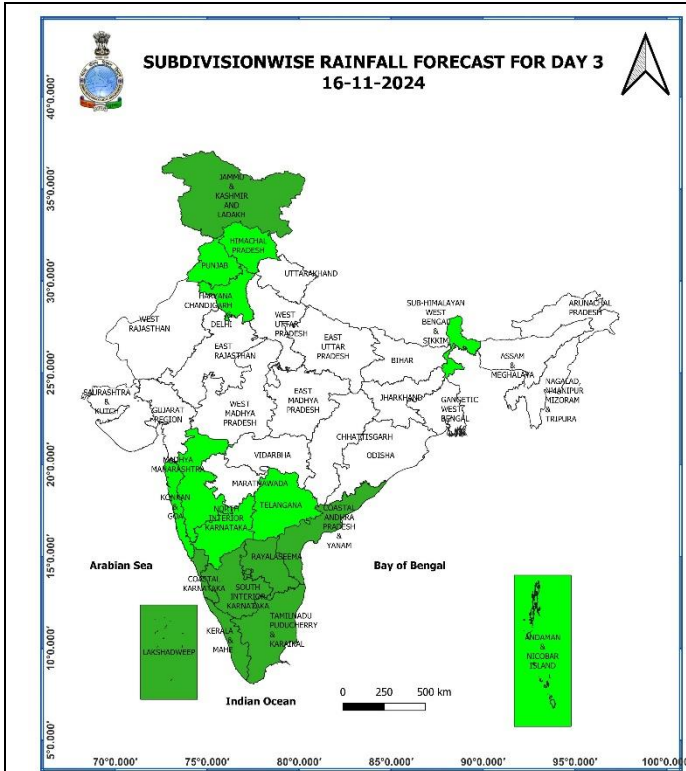 SUBDIVISIONWISE RAINFALL FORECAST FOR DAY 3
16-11-2024
40°0.000'
35°0.000'
30°0.000'
25°0.000'
20°0.000'
15°0.000'
10°0.000'
5°0.000'
JAMMU
&
KASHMIR
AND
LADAKH
HIMACHAL
PRADESH
PUNJAB
UTTARAKHAND
HARYANA
CHANDIGARH
DELHI
WEST
RAJASTHAN
WEST
UTTAR
PRADESH
EAST
UTTAR
PRADESH
EAST
RAJASTHAN
SUB-HIMALAYAN
WEST
BENGAL
&
SIKKIM
ARUNACHAL
PRADESH
BIHAR
ASSAM
&
MEGHALAYA
NAGALAD,
MANIPUR
MIZORAM
&
TRIPURA
SAURASHTRA
&
KUTCH
GUJARAT
REGION
WEST
MADHYA
PRADESH
EAST
MADHYA
PRADESH
JHARKHAND
GANGETIC
WEST
BENGAL
CHHATTISGARH
ODISHA
VIDARBHA
MADHYA
MAHARASHTRA
MARATHAWADA
KONKAN
&
GOA
NORTH
INTERIOR
KARNATAKA
TELANGANA
COASTAL
ANDHRA
PRADESH
&
YANAM
RAYALASEEMA
COASTAL
KARNATAKA
SOUTH
INTERIOR
KARNATAKA
TAMILNADU
PUDUCHERRY
&
KARAIKAL
KERALA
&
MAHE
LAKSHADWEEP
ANDAMAN
&
NICOBAR
ISLAND
Arabian Sea
Bay of Bengal
Indian Ocean
0 250 500 km
70°0.000' 75°0.000' 80°0.000' 85°0.000' 90°0.000' 95°0.000' 100°0.000'